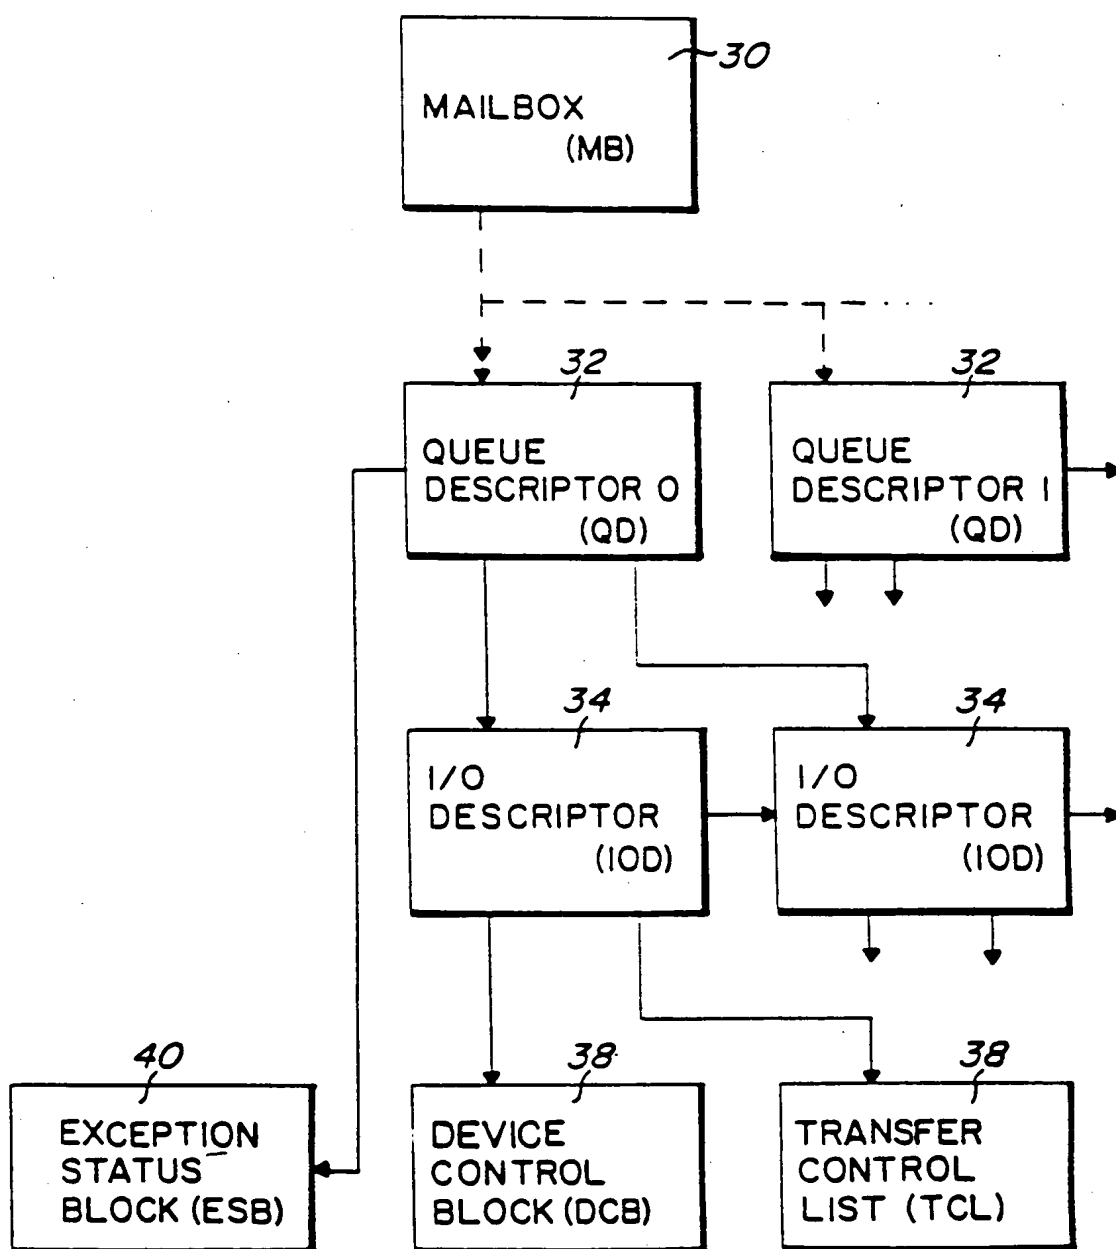 30
MAILBOX
(MB)
32
32
QUEUE
DESCRIPTOR 0
(QD)
QUEUE
DESCRIPTOR 1
(QD)
34
34
I/O
DESCRIPTOR
(IOD)
I/O
DESCRIPTOR
(IOD)
40
38
38
EXCEPTION
STATUS
BLOCK (ESB)
DEVICE
CONTROL
BLOCK (DCB)
TRANSFER
CONTROL
LIST (TCL)